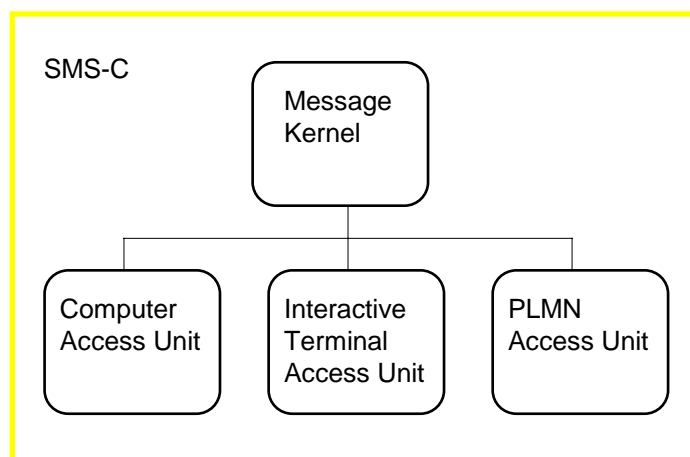 SMS-C
Message
Kernel
Computer
Access Unit
Interactive
Terminal
Access Unit
PLMN
Access Unit